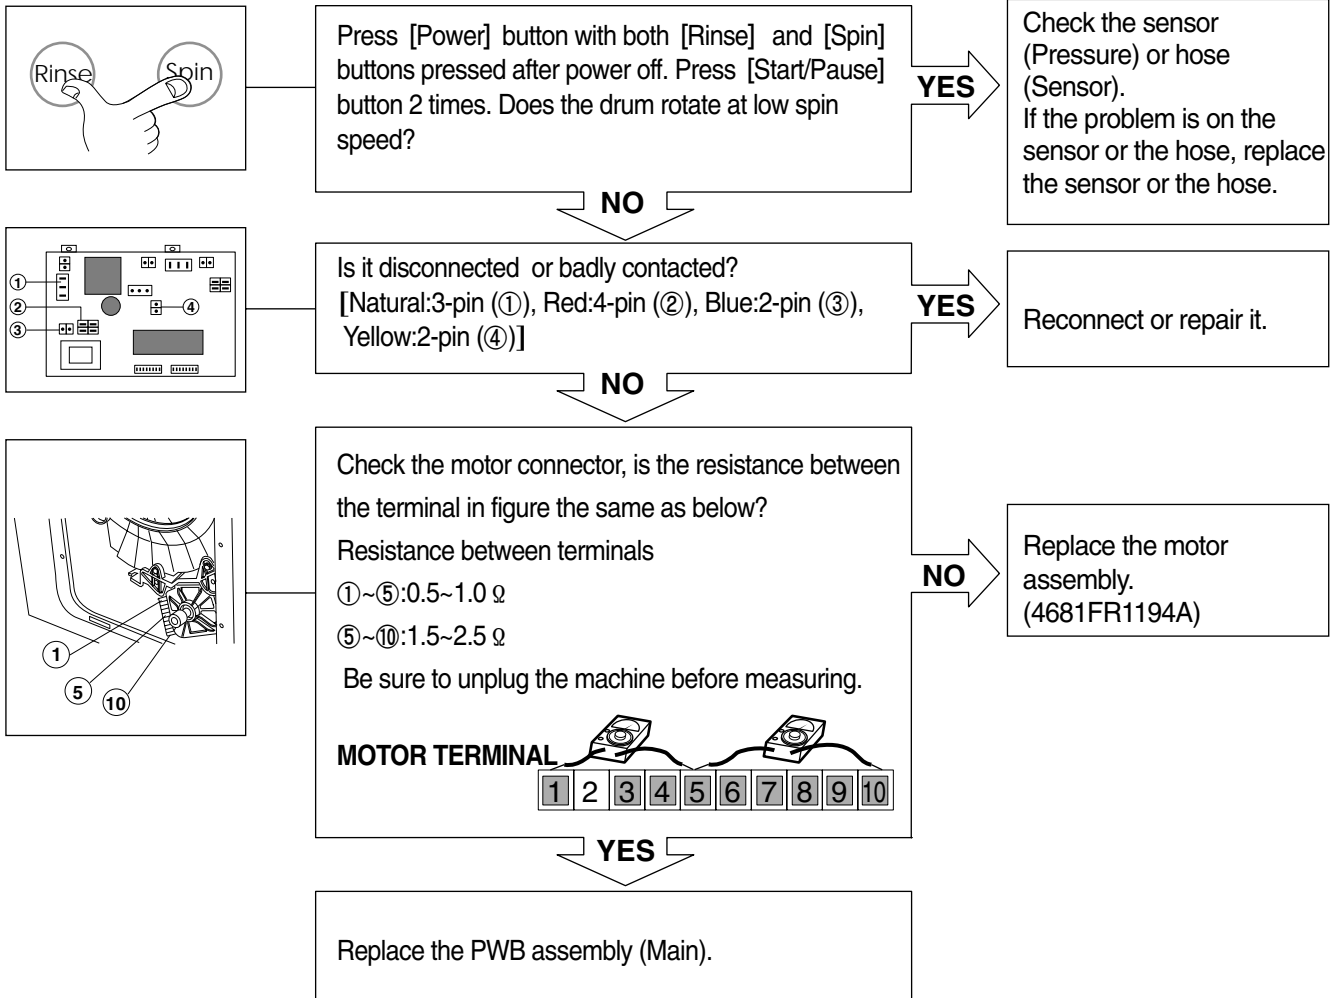 Rinse
Spin
Press [Power] button with both [Rinse] and [Spin]
buttons pressed after power off. Press [Start/Pause]
button 2 times. Does the drum rotate at low spin
speed?
YES
Check the sensor
(Pressure) or hose
(Sensor).
If the problem is on the
sensor or the hose, replace
the sensor or the hose.
NO
①
②
③
④
Is it disconnected or badly contacted?
[Natural:3-pin (①), Red:4-pin (②), Blue:2-pin (③),
Yellow:2-pin (④)]
YES
Reconnect or repair it.
NO
①
⑤
⑩
Check the motor connector, is the resistance between
the terminal in figure the same as below?
Resistance between terminals
①~⑤:0.5~1.0 Ω
⑤~⑩:1.5~2.5 Ω
Be sure to unplug the machine before measuring.
MOTOR TERMINAL
1 2 3 4 5 6 7 8 9 10
NO
Replace the motor
assembly.
(4681FR1194A)
YES
Replace the PWB assembly (Main).